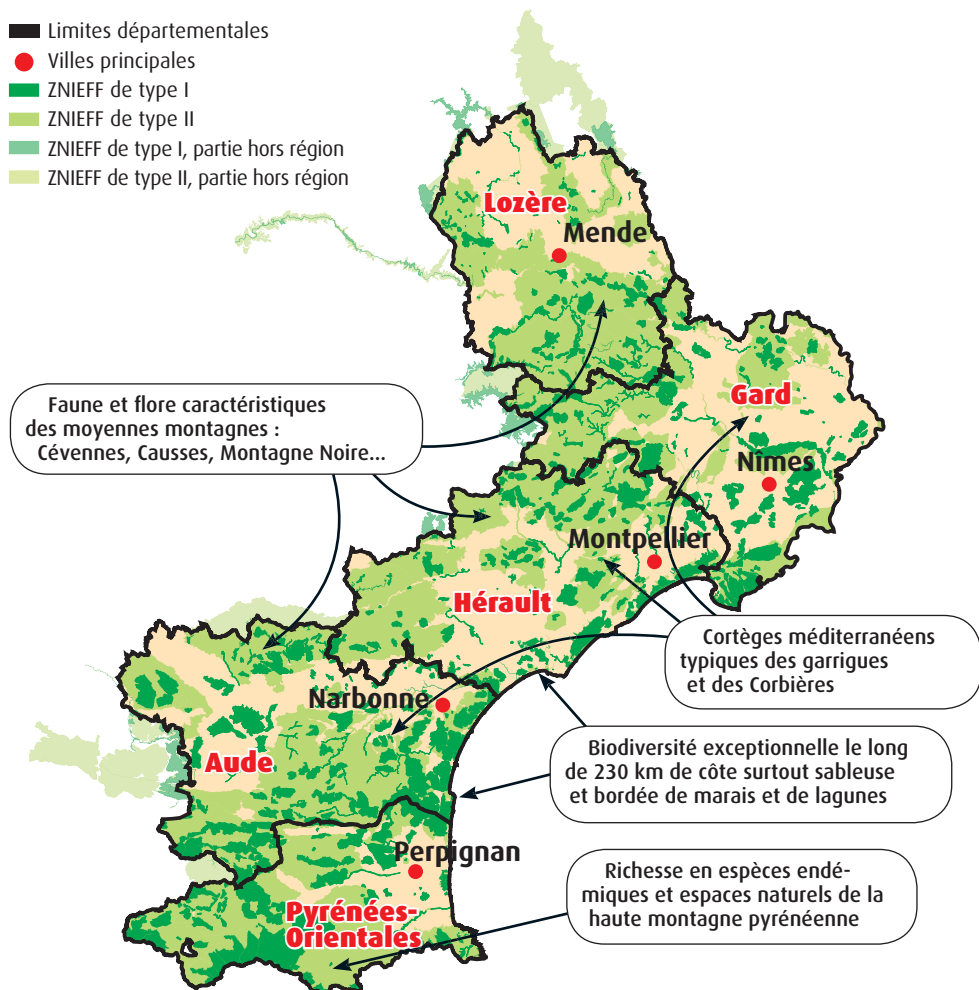 Limites départementales
Villes principales
ZNIEFF de type I
ZNIEFF de type II
ZNIEFF de type I, partie hors région
ZNIEFF de type II, partie hors région
Lozère
Mende
Faune et flore caractéristiques
des moyennes montagnes :
Cévennes, Causses, Montagne Noire...
Gard
Nîmes
Montpellier
Hérault
Cortèges méditerranéens
typiques des garrigues
et des Corbières
Narbonne
Aude
Biodiversité exceptionnelle le long
de 230 km de côte surtout sableuse
et bordée de marais et de lagunes
Perpignan
Pyrénées-
Orientales
Richesse en espèces endé-
miques et espaces naturels de la
haute montagne pyrénéenne